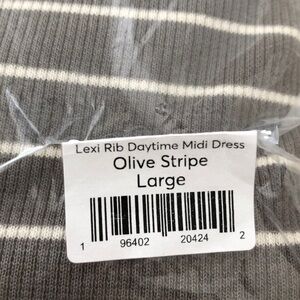 Lexi Rib Daytime Midi Dress
Olive Stripe
Large
1 96402 20424 2